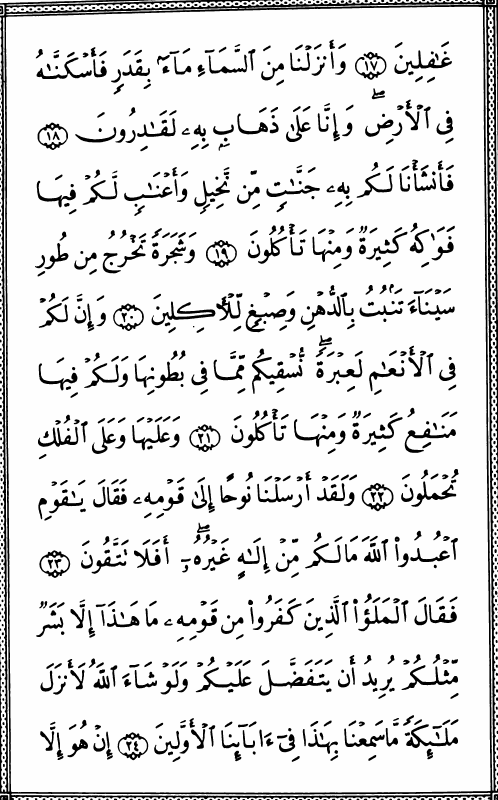 غَٰفِلِينَ ١٧ وَأَنزَلۡنَا مِنَ ٱلسَّمَآءِ مَآءَۢ بِقَدَرٖ فَأَسۡكَنَّٰهُ
فِي ٱلۡأَرۡضِۖ وَإِنَّا عَلَىٰ ذَهَابِۭ بِهِۦ لَقَٰدِرُونَ ١٨
فَأَنشَأۡنَا لَكُم بِهِۦ جَنَّٰتٖ مِّن نَّخِيلٖ وَأَعۡنَٰبٖ لَّكُمۡ فِيهَا
فَوَٰكِهُ كَثِيرَةٞ وَمِنۡهَا تَأۡكُلُونَ ١٩ وَشَجَرَةٗ تَخۡرُجُ مِن طُورِ
سَيۡنَآءَ تَنۢبُتُ بِٱلدُّهۡنِ وَصِبۡغٖ لِّلۡأٓكِلِينَ ٢٠ وَإِنَّ لَكُمۡ
فِي ٱلۡأَنۡعَٰمِ لَعِبۡرَةٗۖ نُّسۡقِيكُم مِّمَّا فِي بُطُونِهَا وَلَكُمۡ فِيهَا
مَنَٰفِعُ كَثِيرَةٞ وَمِنۡهَا تَأۡكُلُونَ ٢١ وَعَلَيۡهَا وَعَلَى ٱلۡفُلۡكِ
تُحۡمَلُونَ ٢٢ وَلَقَدۡ أَرۡسَلۡنَا نُوحًا إِلَىٰ قَوۡمِهِۦ فَقَالَ يَٰقَوۡمِ
ٱعۡبُدُواْ ٱللَّهَ مَا لَكُم مِّنۡ إِلَٰهٍ غَيۡرُهُۥٓۖ أَفَلَا تَتَّقُونَ ٢٣
فَقَالَ ٱلۡمَلَؤُاْ ٱلَّذِينَ كَفَرُواْ مِن قَوۡمِهِۦ مَا هَٰذَآ إِلَّا بَشَرٞ
مِّثۡلُكُمۡ يُرِيدُ أَن يَتَفَضَّلَ عَلَيۡكُمۡ وَلَوۡ شَآءَ ٱللَّهُ لَأَنزَلَ
مَلَٰٓئِكَةٗ مَّا سَمِعۡنَا بِهَٰذَا فِيٓ ءَابَآئِنَا ٱلۡأَوَّلِينَ ٢٤ إِنۡ هُوَ إِلَّا